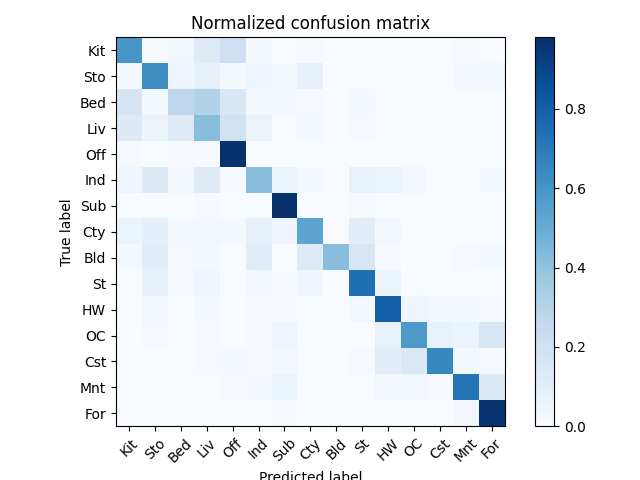 Normalized confusion matrix
True label
Kit
Sto
Bed
Liv
Off
Ind
Sub
Cty
Bld
St
HW
OC
Cst
Mnt
For
Kit Sto Bed Liv Off Ind Sub Cty Bld St HW OC Cst Mnt For
Predicted label
0.8
0.6
0.4
0.2
0.0